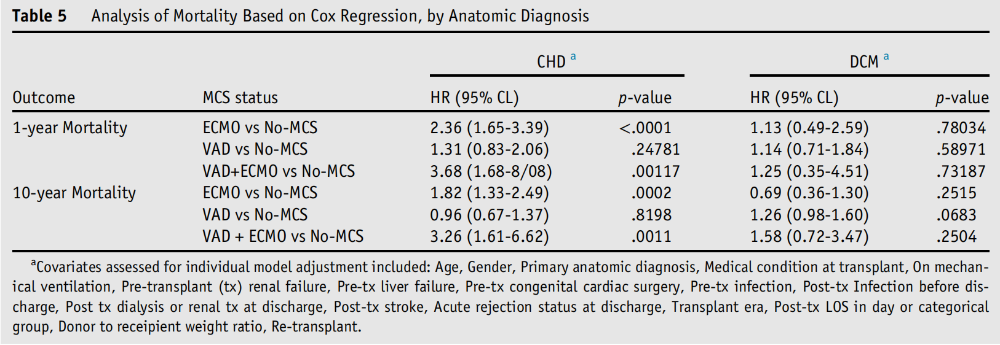 Table 5 Analysis of Mortality Based on Cox Regression, by Anatomic Diagnosis
CHD a DCM a
Outcome MCS status HR (95% CL) p-value HR (95% CL) p-value
1-year Mortality ECMO vs No-MCS 2.36 (1.65-3.39) <.0001 1.13 (0.49-2.59) .78034
VAD vs No-MCS 1.31 (0.83-2.06) .24781 1.14 (0.71-1.84) .58971
VAD+ECMO vs No-MCS 3.68 (1.68-8/08) .00117 1.25 (0.35-4.51) .73187
10-year Mortality ECMO vs No-MCS 1.82 (1.33-2.49) .0002 0.69 (0.36-1.30) .2515
VAD vs No-MCS 0.96 (0.67-1.37) .8198 1.26 (0.98-1.60) .0683
VAD + ECMO vs No-MCS 3.26 (1.61-6.62) .0011 1.58 (0.72-3.47) .2504
aCovariates assessed for individual model adjustment included: Age, Gender, Primary anatomic diagnosis, Medical condition at transplant, On mechan-
ical ventilation, Pre-transplant (tx) renal failure, Pre-tx liver failure, Pre-tx congenital cardiac surgery, Pre-tx infection, Post-tx Infection before dis-
charge, Post tx dialysis or renal tx at discharge, Post-tx stroke, Acute rejection status at discharge, Transplant era, Post-tx LOS in day or categorical
group, Donor to receipient weight ratio, Re-transplant.